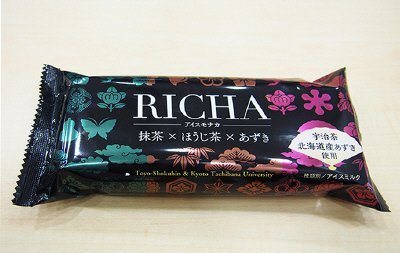 RICHA
アイスモナカ
抹茶×ほうじ茶×あずき
宇治茶
北海道産あずき
使用
Toyo-Shokuhin & Kyoto Tachibana University
種類別/アイスミルク